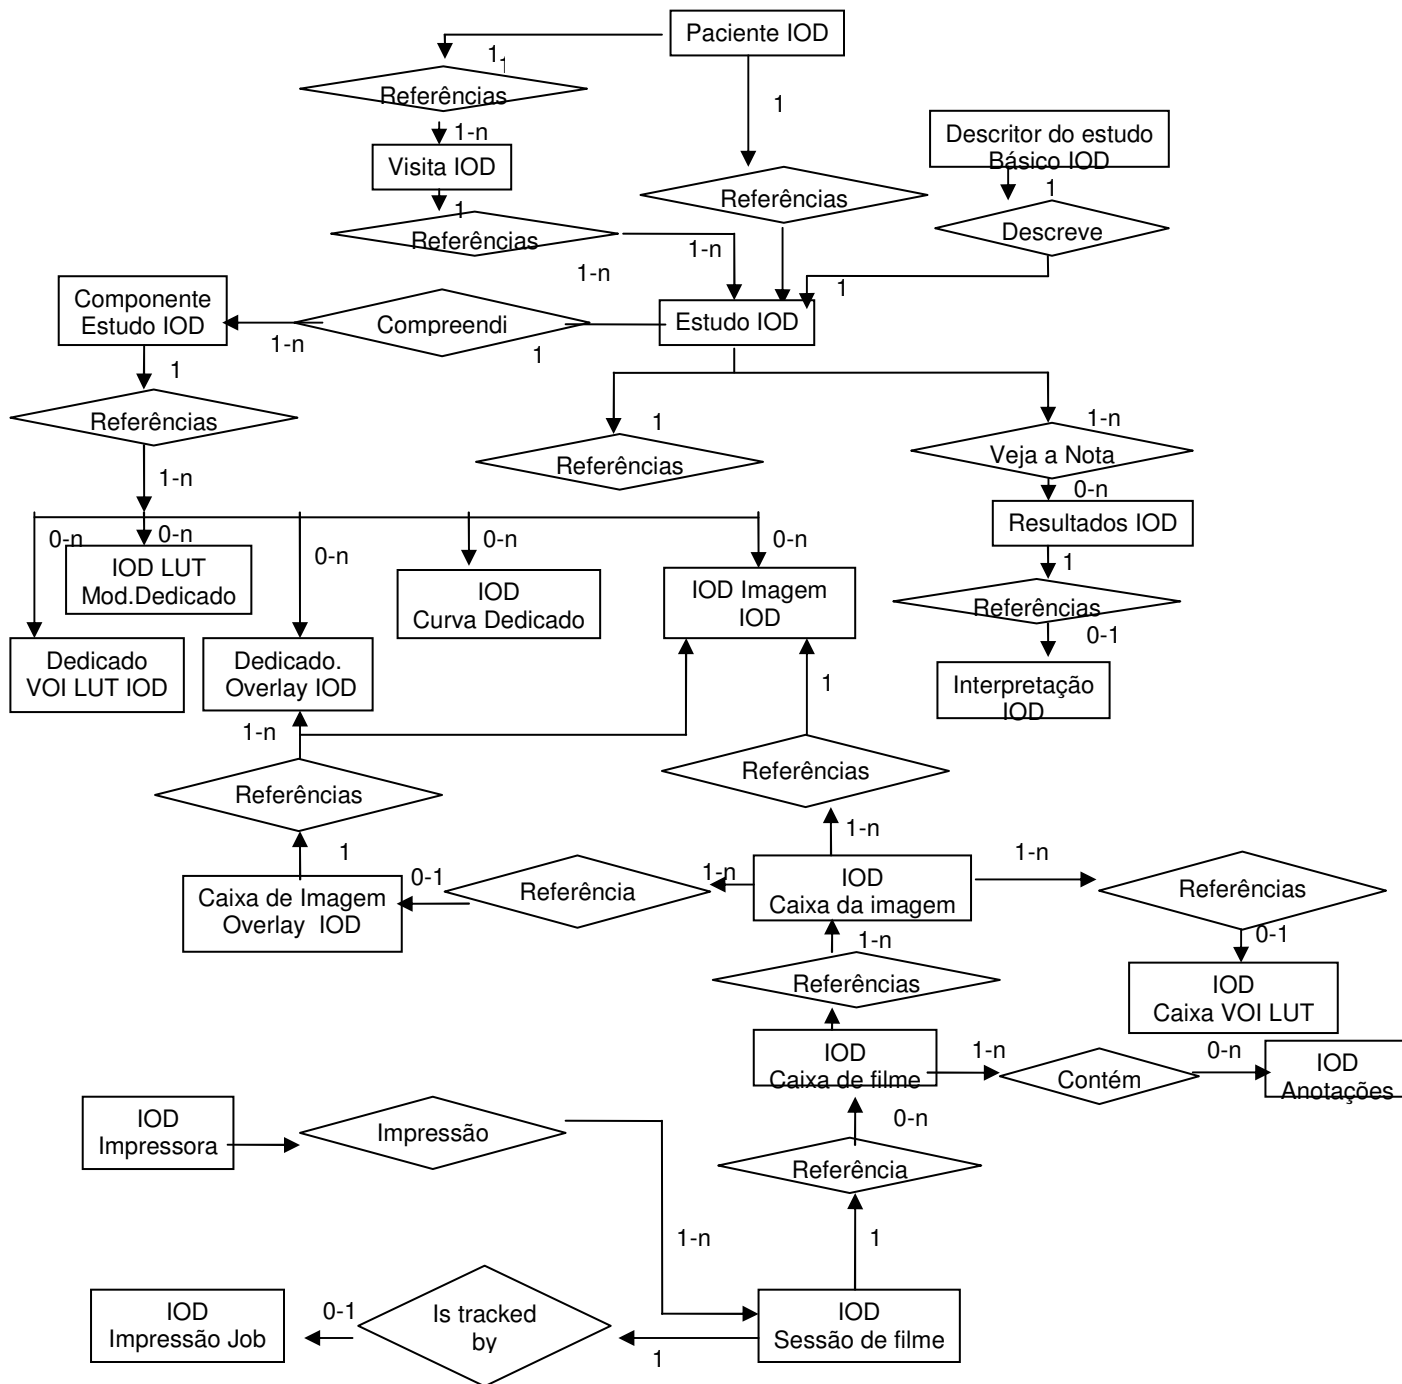 Paciente IOD
1
1
Referências
1
1-n
Descritor do estudo
Básico IOD
Visita IOD
1
Referências
1
Referências
Descreve
1-n
1-n
1
Componente
Estudo IOD
Compreendi
Estudo IOD
1-n
1
1
Referências
1
1-n
Referências
Veja a Nota
1-n
0-n
Resultados IOD
0-n
0-n
0-n
0-n
0-n
1
IOD LUT
Mod.Dedicado
IOD
Curva Dedicado
IOD Imagem
IOD
Referências
0-1
Dedicado
VOI LUT IOD
Dedicado.
Overlay IOD
Interpretação
IOD
1
1-n
Referências
Referências
1-n
1
1-n
0-1
Referência
1-n
IOD
Caixa da imagem
Referências
Caixa de Imagem
Overlay IOD
1-n
0-1
Referências
IOD
Caixa VOI LUT
IOD
Caixa de filme
1-n
Contém
0-n
IOD
Anotações
IOD
Impressora
Impressão
0-n
Referência
1-n
1
IOD
Impressão Job
0-1
Is tracked
by
1
IOD
Sessão de filme